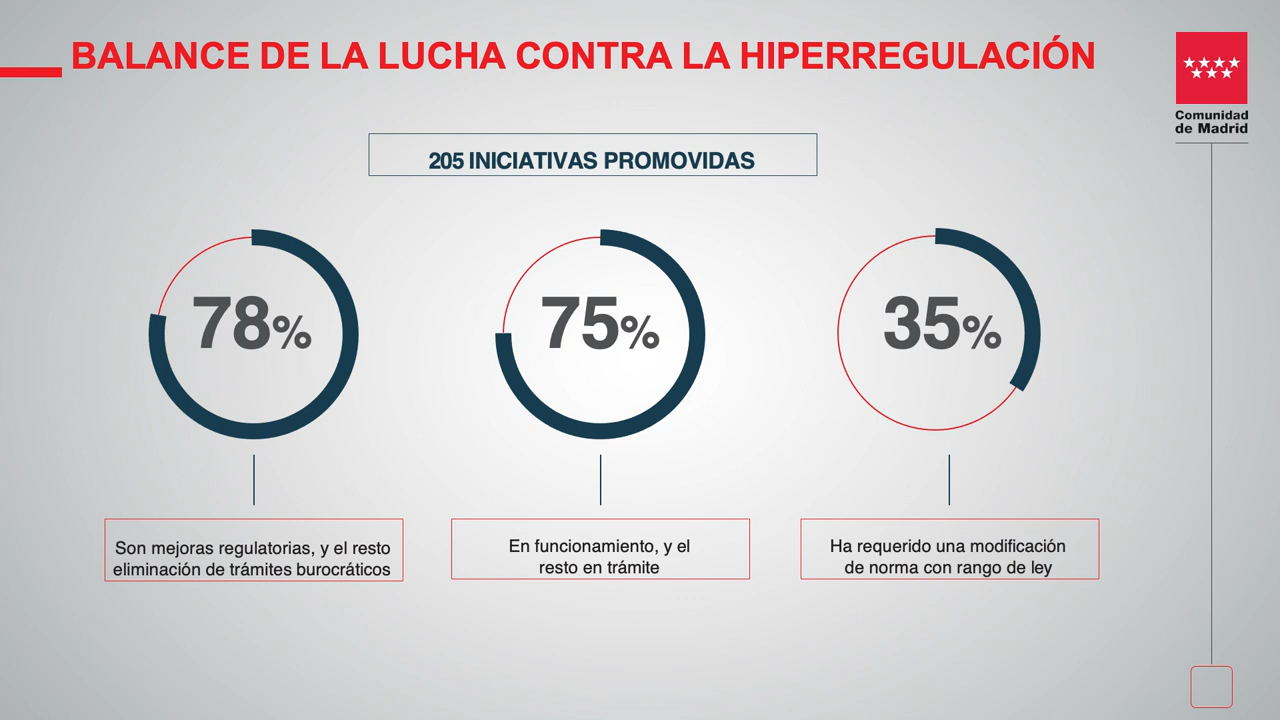 BALANCE DE LA LUCHA CONTRA LA HIPERREGULACIÓN
Comunidad
de Madrid
205 INICIATIVAS PROMOVIDAS
78%
75%
35%
Son mejoras regulatorias, y el resto
eliminación de trámites burocráticos
En funcionamiento, y el
resto en trámite
Ha requerido una modificación
de norma con rango de ley